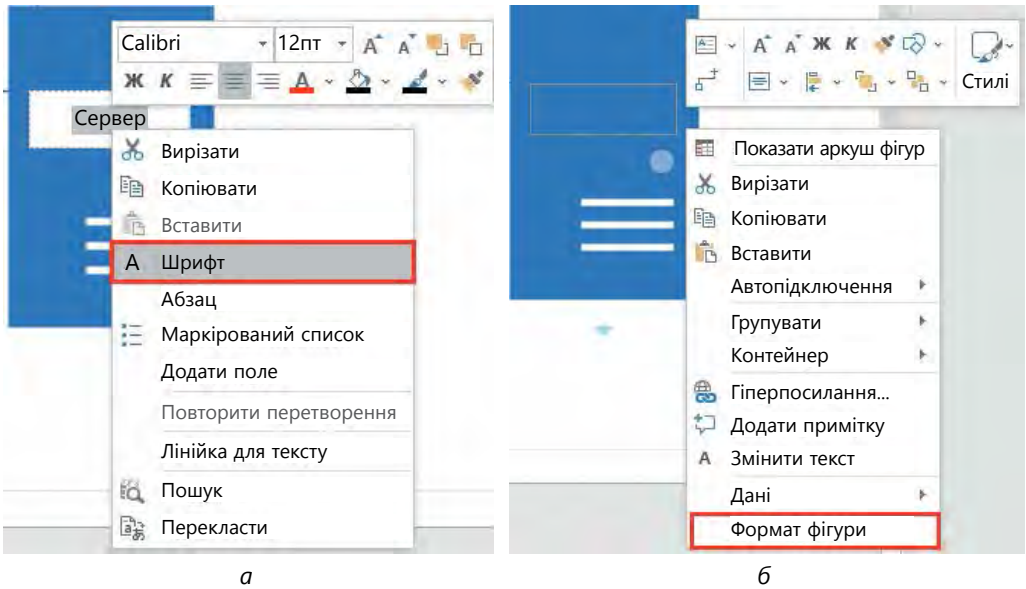 Calibri 12пт
Ж К А
Сервер
Вирізати
Копіювати
Вставити
А Шрифт
Абзац
Маркірований список
Додати поле
Повторити перетворення
Лінійка для тексту
Пошук
Перекласти
а
Ж К
Стилі
Показати аркуш фігур
Вирізати
Копіювати
Вставити
Автопідключення
Групувати
Контейнер
Гіперпосилання...
Додати примітку
А Змінити текст
Дані
Формат фігури
б